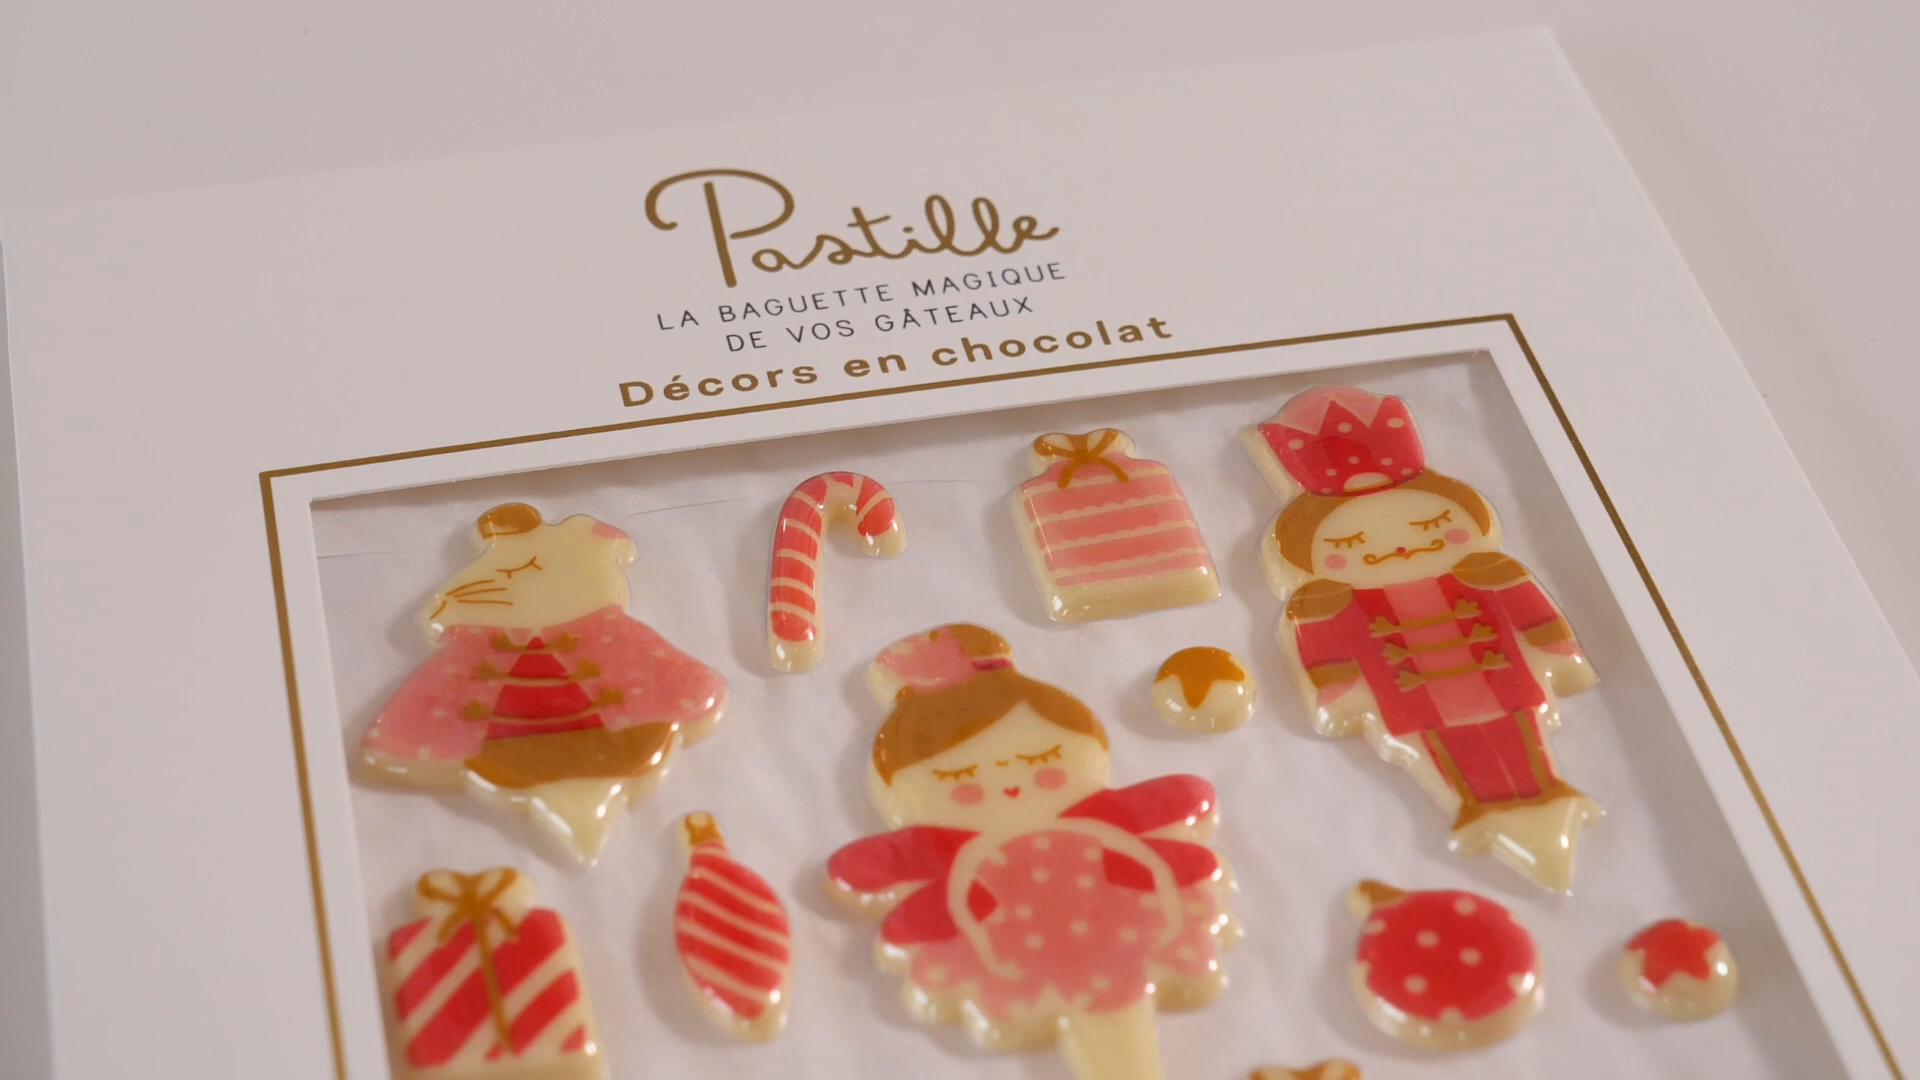 Pastille
LA BAGUETTE MAGIQUE
DE VOS GÂTEAUX
Décors en chocolat